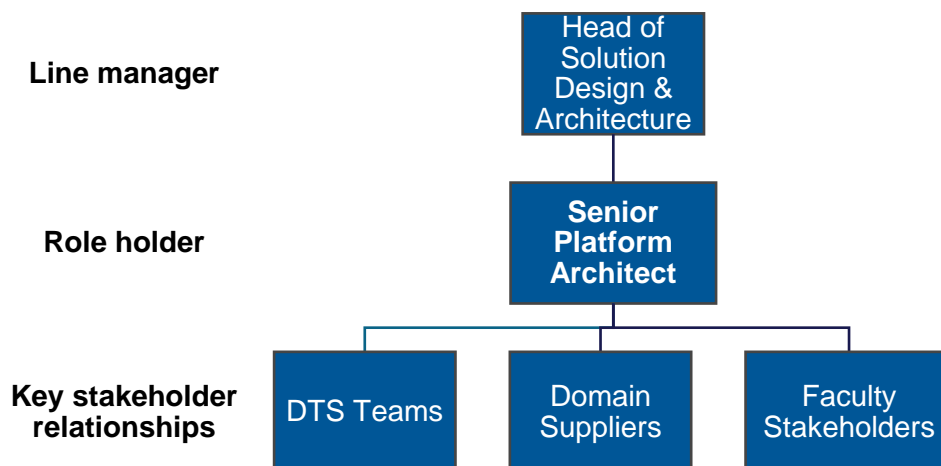 Line manager
Head of
Solution
Design &
Architecture
Role holder
Senior
Platform
Architect
Key stakeholder
relationships
DTS Teams
Domain
Suppliers
Faculty
Stakeholders